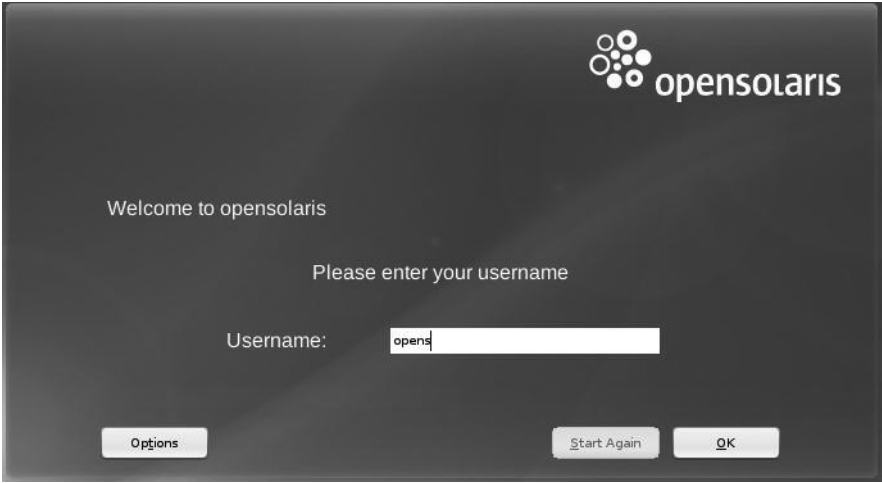 opensolaris
Welcome to opensolaris
Please enter your username
Username: opens
Options Start Again OK